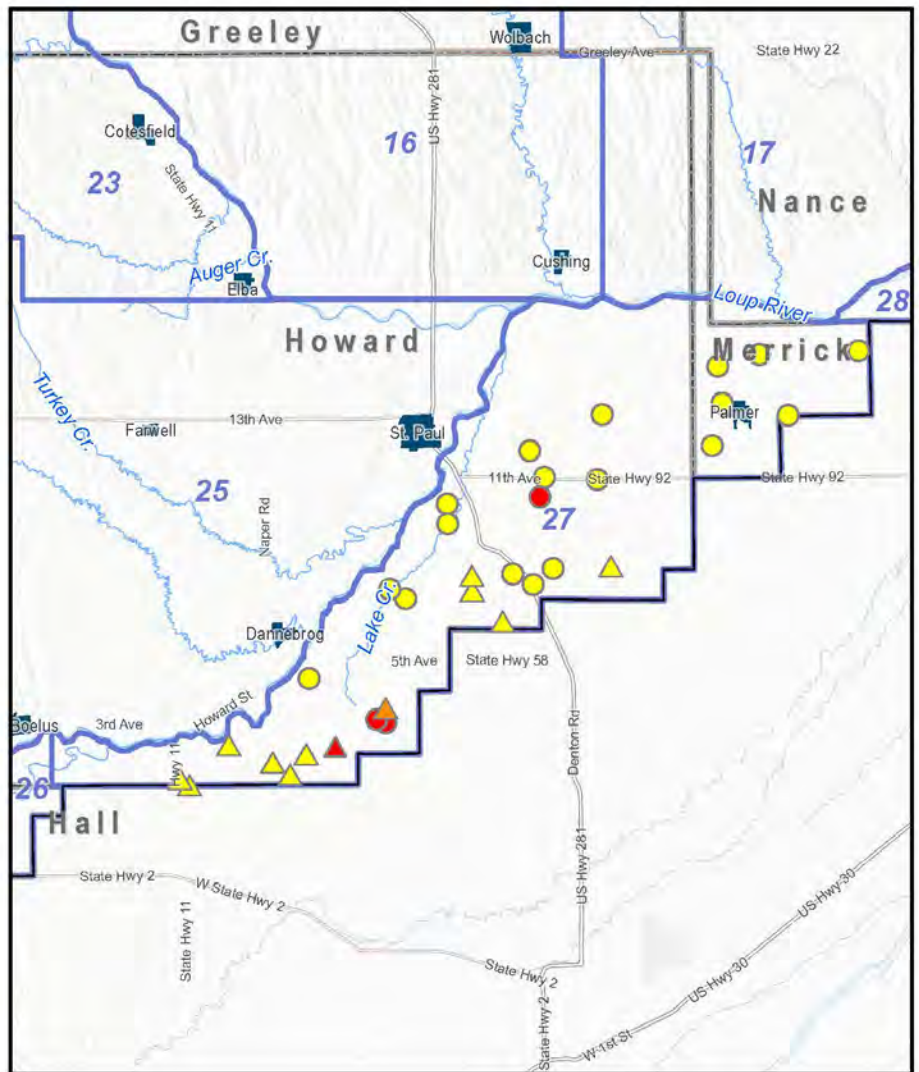 Greeley
Wolbach
Greeley Ave
State Hwy 22
US Hwy 281
Cotesfield
16
17
23
State Hwy 11
Nance
Auger Cr.
Cushing
Elba
Loup River
28
Howard
Merrick
Turkey Cr.
Palmer
13th Ave
Farwell
St. Paul
11th Ave
State Hwy 92
State Hwy 92
25
27
Naper Rd
Lake Cr.
Dannebrog
5th Ave
State Hwy 58
Howard St
3rd Ave
Boelus
Denton Rd
Hwy 11
26
Hall
State Hwy 2
W State Hwy 2
US Hwy 281
US Hwy 30
State Hwy 11
State Hwy 2
US Hwy 30
State Hwy 2
W 1st St